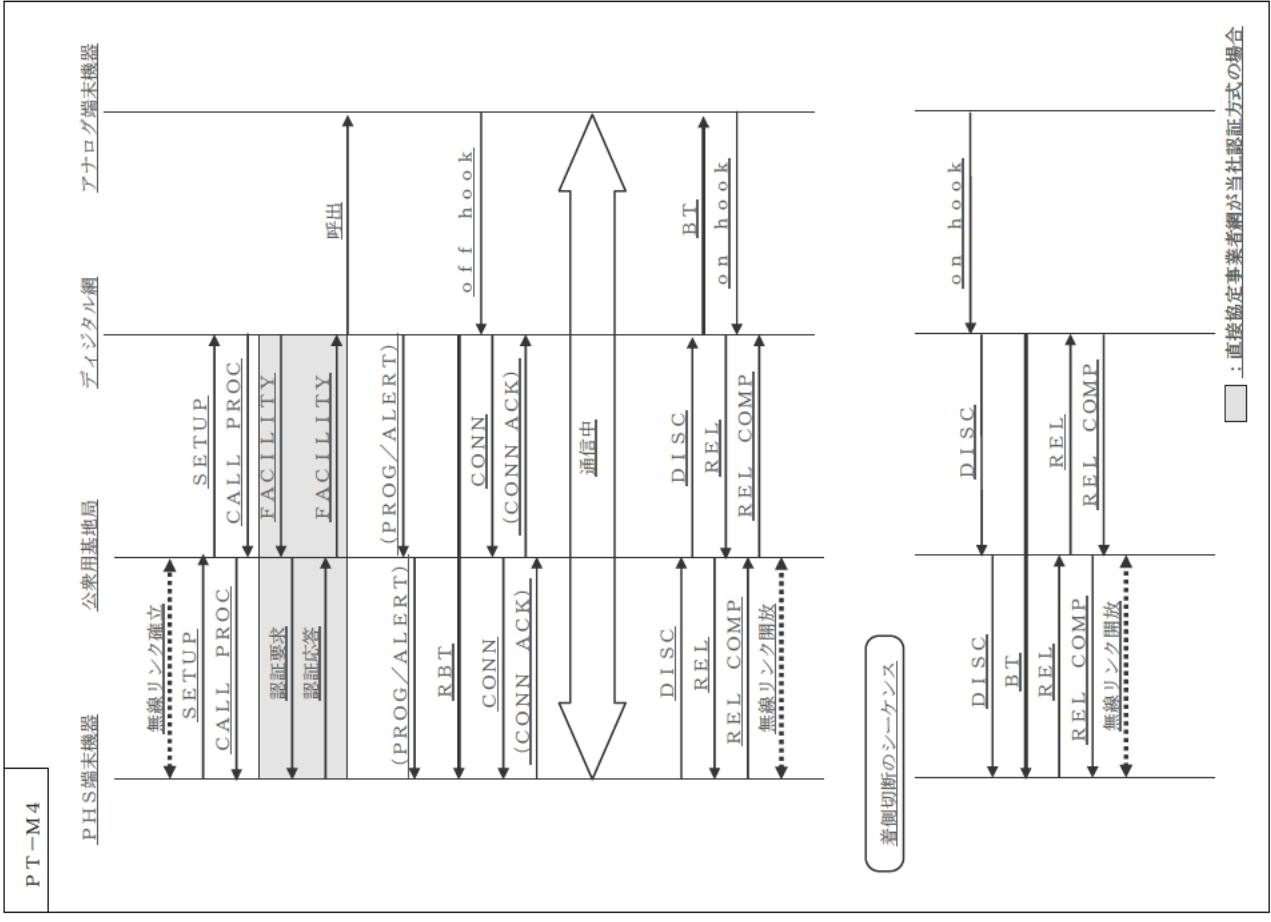 PT-M4
PHS端末機器
公衆用基地局
ディジタル網
アナログ端末機器
無線リンク確立
SETUP
SETUP
CALL PROC
CALL PROC
FACILITY
認証要求
認証応答
FACILITY
呼出
(PROG/ALERT)
(PROG/ALERT)
RBT
off hook
CONN
CONN
(CONN ACK)
(CONN ACK)
通信中
DISC
DISC
BT
REL
REL
on hook
REL COMP
REL COMP
無線リンク開放
着側切断のシーケンス
on hook
DISC
DISC
BT
REL
REL
REL COMP
REL COMP
無線リンク開放
:直接協定事業者網が当社認証方式の場合